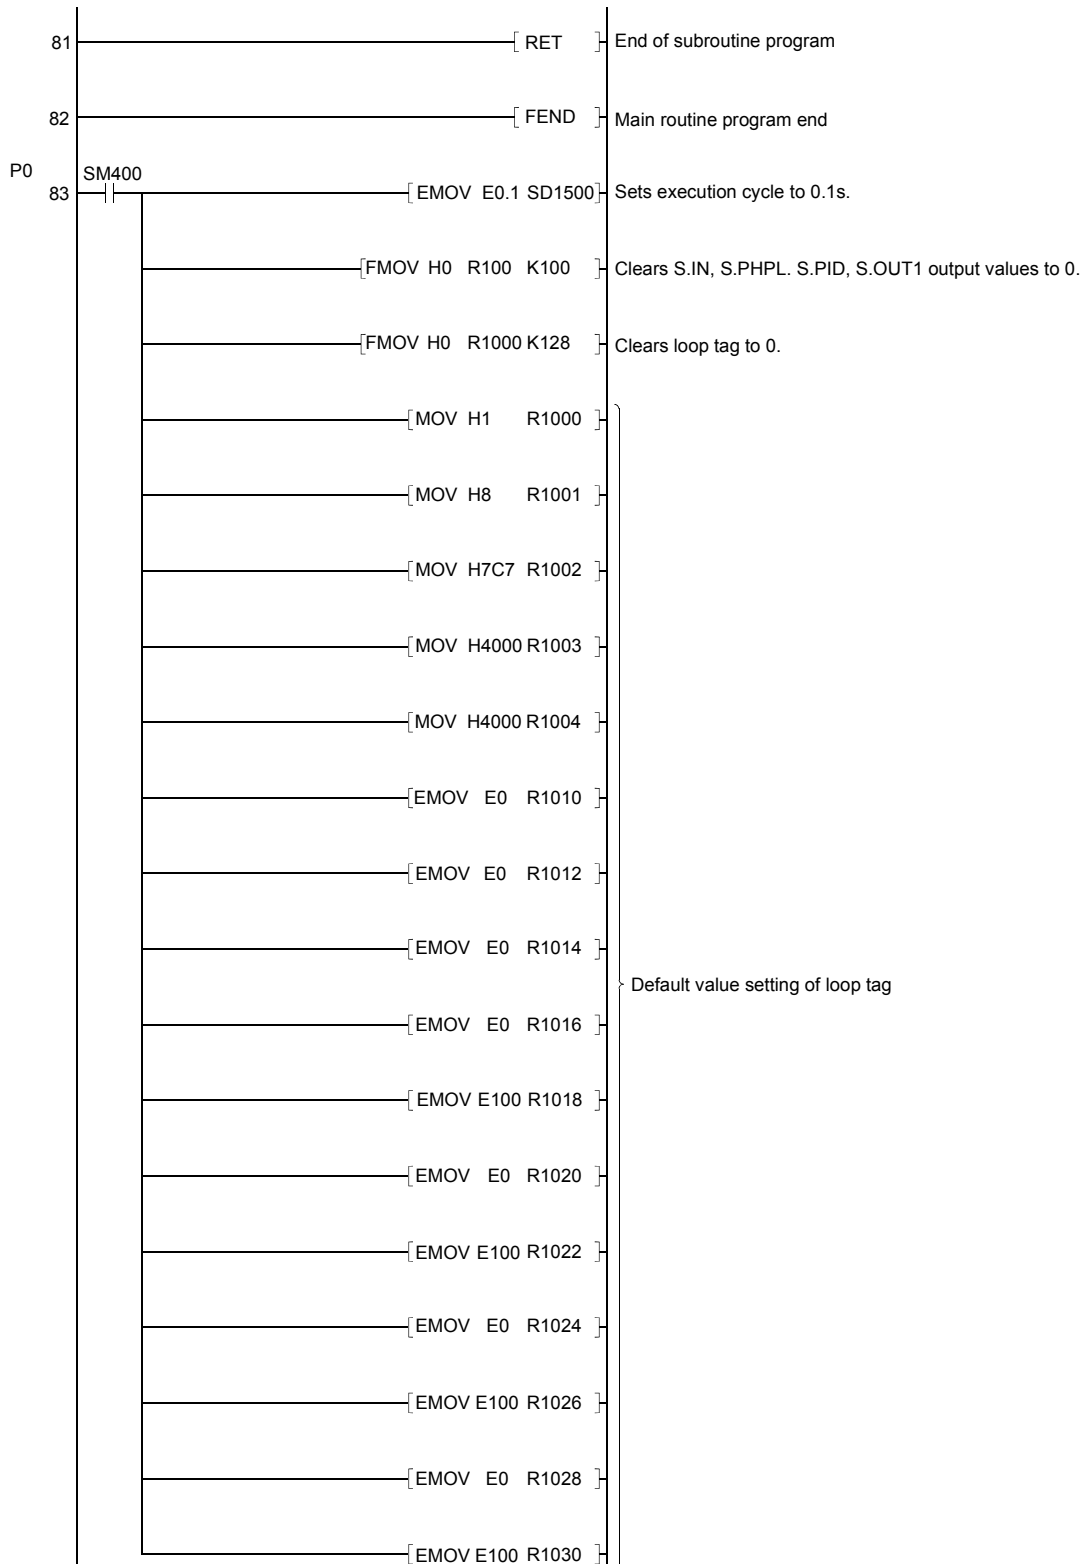 81 RET End of subroutine program
82 FEND Main routine program end
P0
SM400
83 EMOV E0.1 SD1500 Sets execution cycle to 0.1s.
FMOV H0 R100 K100 Clears S.IN, S.PHPL. S.PID, S.OUT1 output values to 0.
FMOV H0 R1000 K128 Clears loop tag to 0.
MOV H1 R1000
MOV H8 R1001
MOV H7C7 R1002
MOV H4000 R1003
MOV H4000 R1004
EMOV E0 R1010
EMOV E0 R1012
EMOV E0 R1014
Default value setting of loop tag
EMOV E0 R1016
EMOV E100 R1018
EMOV E0 R1020
EMOV E100 R1022
EMOV E0 R1024
EMOV E100 R1026
EMOV E0 R1028
EMOV E100 R1030